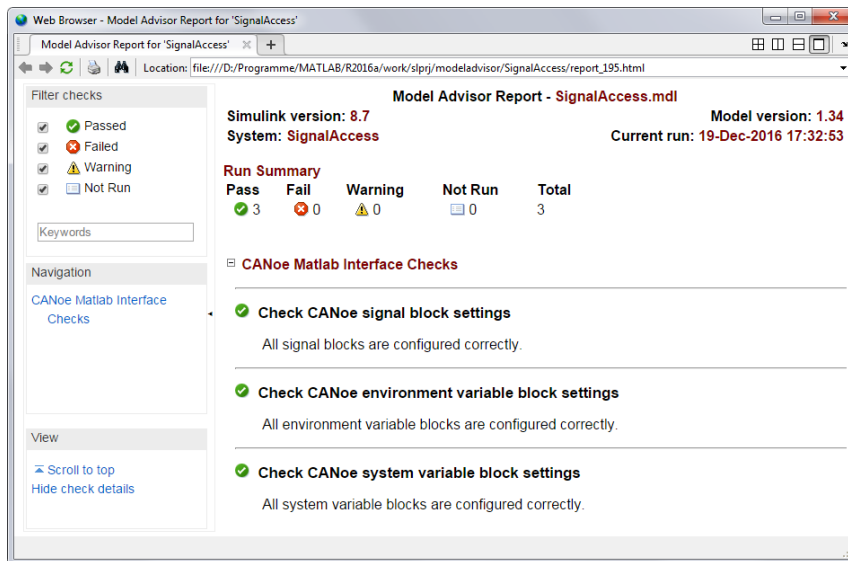 Web Browser - Model Advisor Report for 'SignalAccess'
Model Advisor Report for 'SignalAccess'
Location: file:///D:/Programme/MATLAB/R2016a/work/slprj/modeladvisor/SignalAccess/report_195.html
Filter checks
Passed
Failed
Warning
Not Run
Keywords
Navigation
CANoe Matlab Interface
Checks
View
Scroll to top
Hide check details
Model Advisor Report - SignalAccess.mdl
Simulink version: 8.7 Model version: 1.34
System: SignalAccess Current run: 19-Dec-2016 17:32:53
Run Summary
Pass Fail Warning Not Run Total
3 0 0 0 3
CANoe Matlab Interface Checks
Check CANoe signal block settings
All signal blocks are configured correctly.
Check CANoe environment variable block settings
All environment variable blocks are configured correctly.
Check CANoe system variable block settings
All system variable blocks are configured correctly.